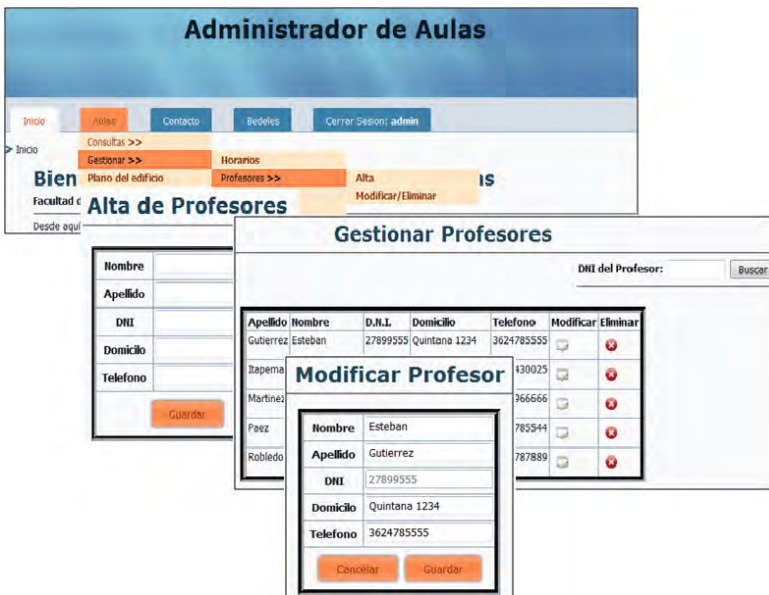 Administrador de Aulas
Inicio Aulas Contacto Bedeles Cerrar Sesion: admin
Consultas >>
> Inicio
Gestionar >> Horarios
Plano del edificio Profesores >> Alta
Modificar/Eliminar
Bien as
Facultad d
Desde aquí
Alta de Profesores
Nombre
Apellido
DNI
Domicilo
Telefono
Guardar
Gestionar Profesores
DNI del Profesor: Buscar
Apellido Nombre D.N.I. Domicilio Telefono Modificar Eliminar
Gutierrez Esteban 27899555 Quintana 1234 3624785555
Itapema 430025
Martinez 966666
Paez 785544
Robledo 787889
Modificar Profesor
Nombre Esteban
Apellido Gutierrez
DNI 27899555
Domicilo Quintana 1234
Telefono 3624785555
Cancelar Guardar